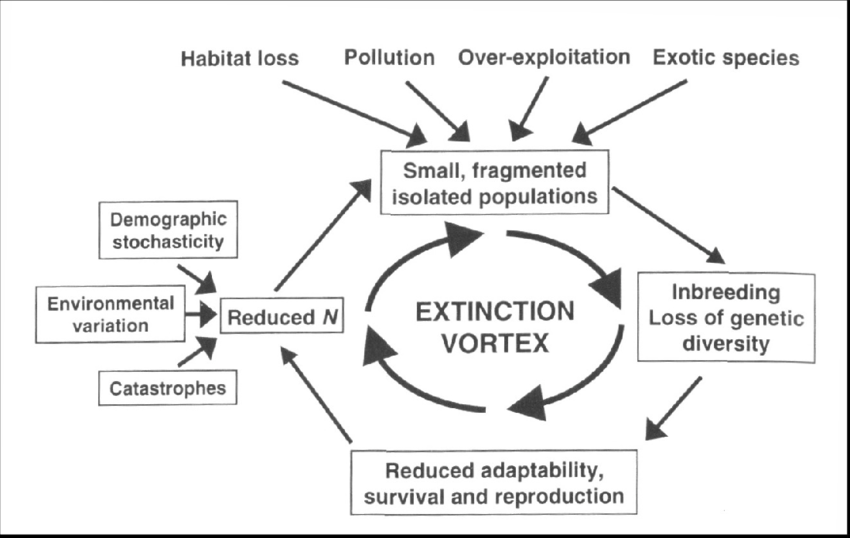 Habitat loss
Pollution
Over-exploitation
Exotic species
Small, fragmented
isolated populations
Demographic
stochasticity
Environmental
variation
Reduced N
Catastrophes
EXTINCTION
VORTEX
Inbreeding
Loss of genetic
diversity
Reduced adaptability,
survival and reproduction